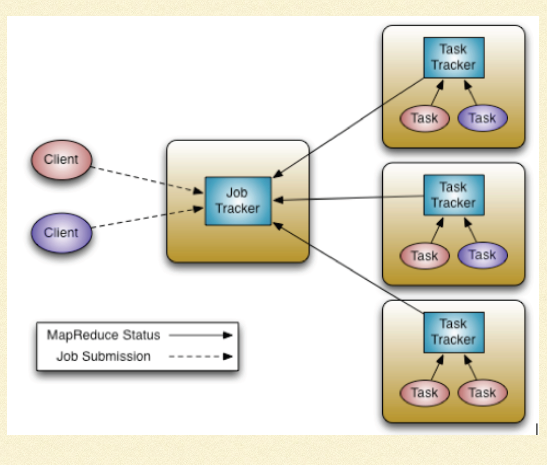 Client
Client
Job
Tracker
Task
Tracker
Task Task
Task
Tracker
Task Task
Task
Tracker
Task Task
MapReduce Status
Job Submission